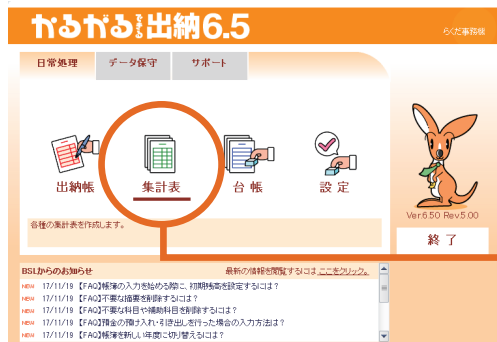 かるがるできる出納6.5
らくだ事務機
日常処理 データ保守 サポート
出納帳 集計表 台帳 設定
Ver.6.50 Rev.5.00
各種の集計表を作成します。
終了
BSLからのお知らせ 最新の情報を閲覧するには、ここをクリック。
NEW 17/11/19 【FAQ】帳簿の入力を始める際に、初期残高を設定するには？
NEW 17/11/19 【FAQ】不要な摘要を削除するには？
NEW 17/11/19 【FAQ】不要な科目や補助科目を削除するには？
NEW 17/11/19 【FAQ】預金の預け入れ・引き出しを行った場合の入力方法は？
NEW 17/11/19 【FAQ】帳簿を新しい年度に切り替えるには？